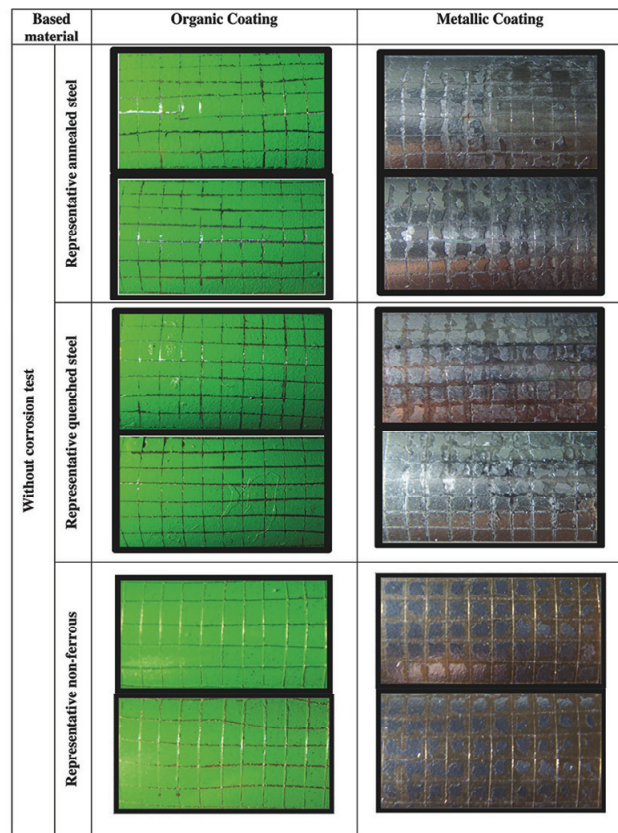 Based
material
Organic Coating
Metallic Coating
Without corrosion test
Representative annealed steel
Representative quenched steel
Representative non-ferrous